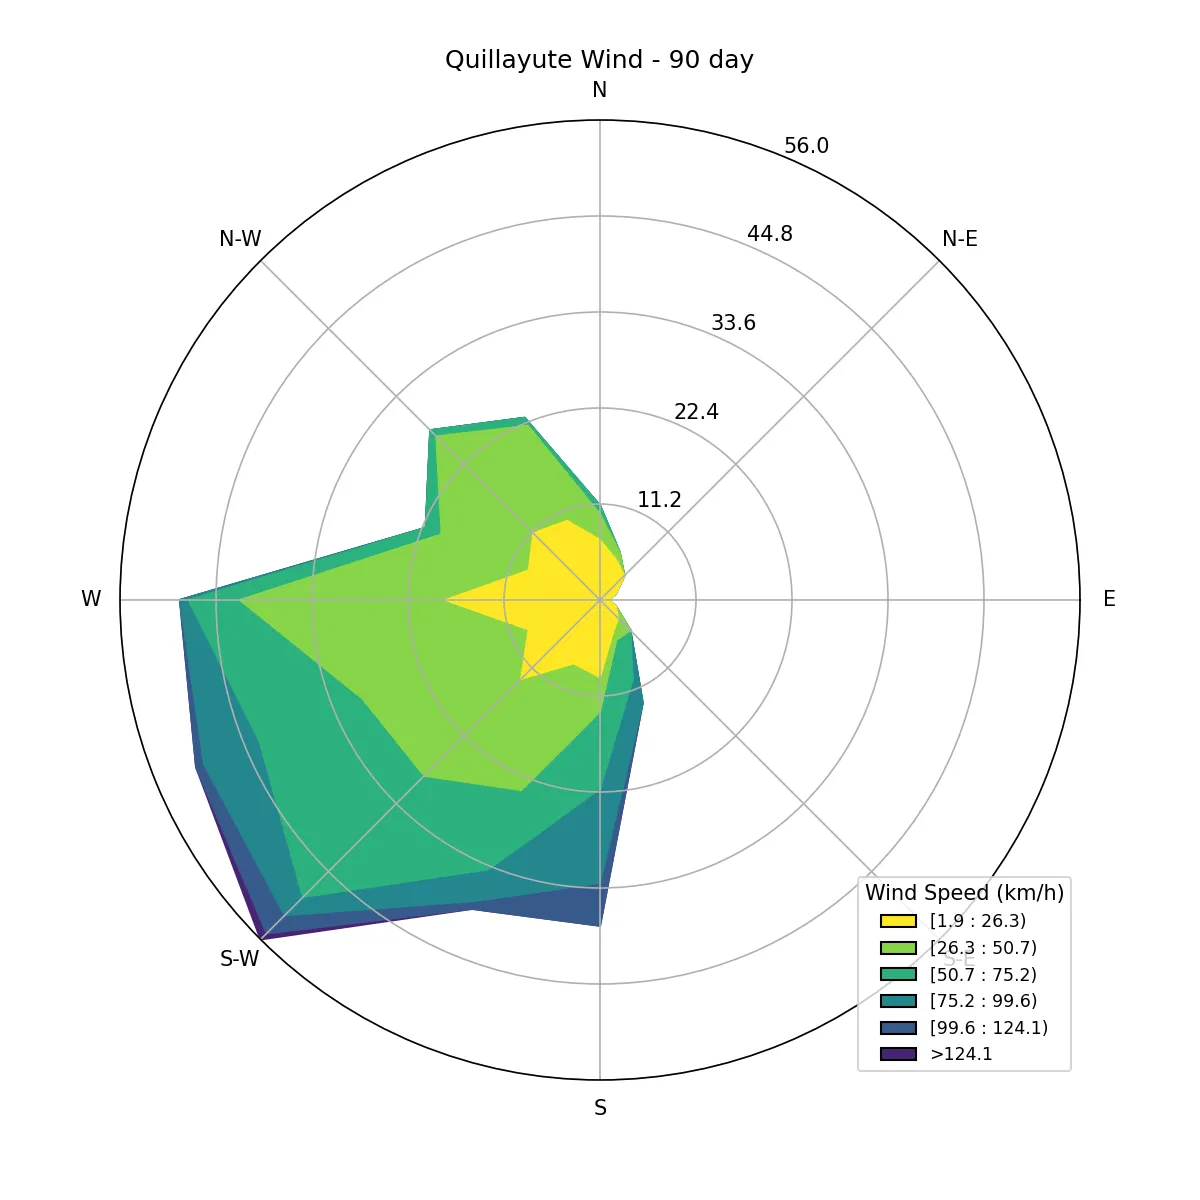 Quillayute Wind - 90 day
N
56.0
N-W
44.8
N-E
33.6
22.4
11.2
W
E
Wind Speed (km/h)
[1.9 : 26.3)
[26.3 : 50.7)
S-W
S-E
[50.7 : 75.2)
[75.2 : 99.6)
[99.6 : 124.1)
>124.1
S